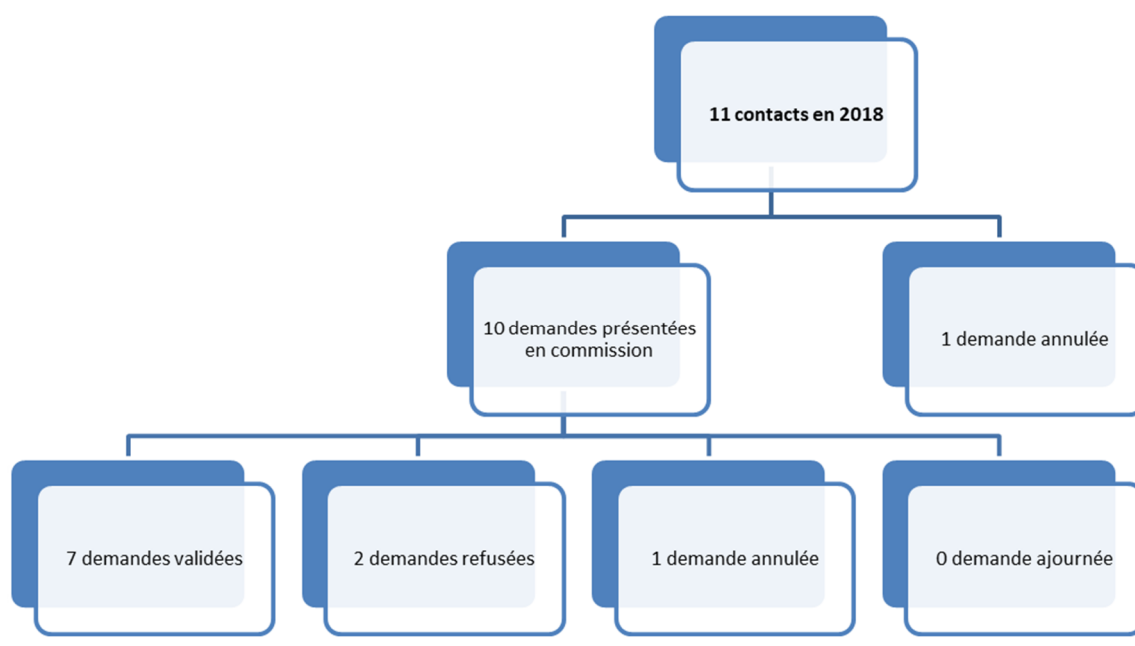 11 contacts en 2018
10 demandes présentées
en commission
1 demande annulée
7 demandes validées
2 demandes refusées
1 demande annulée
0 demande ajournée